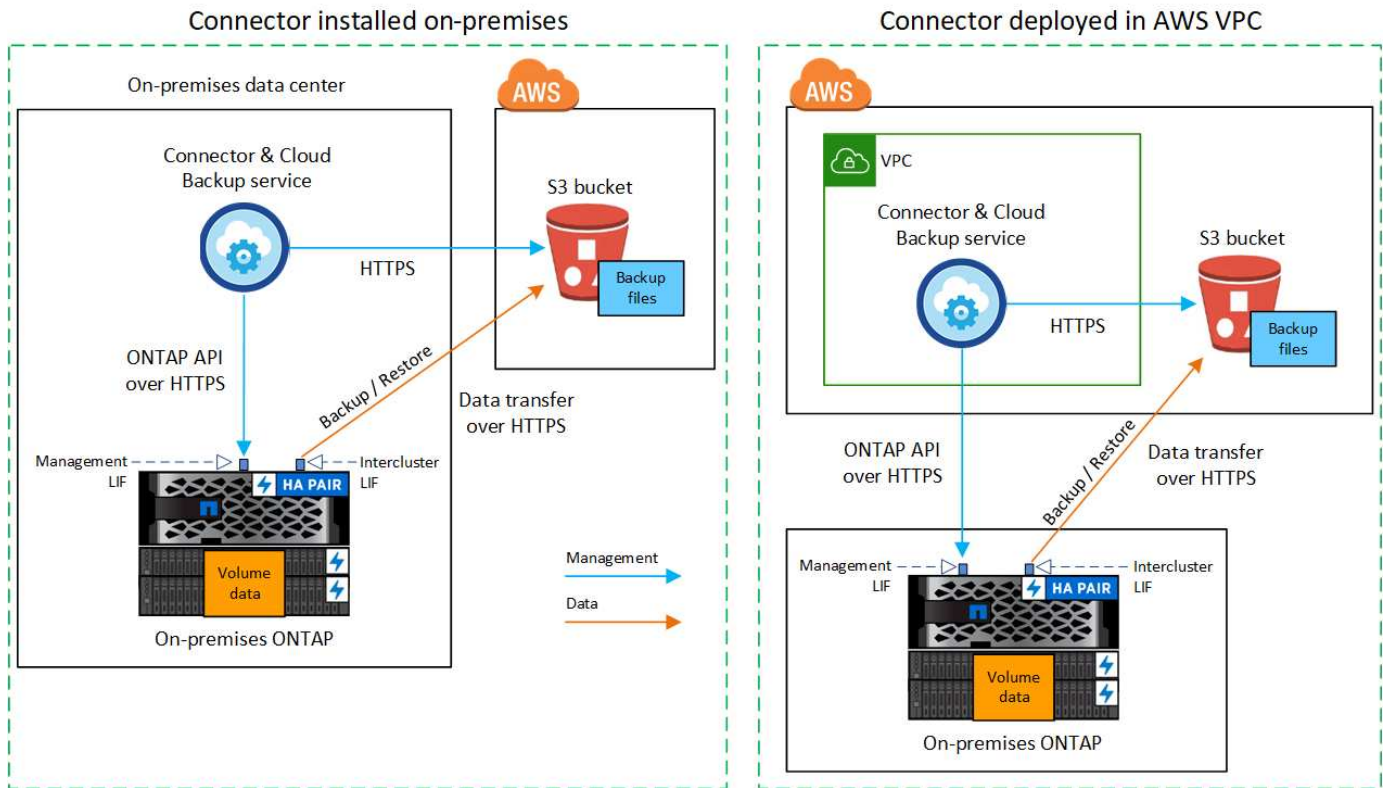 Connector installed on-premises
On-premises data center
AWS
Connector & Cloud
Backup service
S3 bucket
HTTPS
Backup
files
ONTAP API
over HTTPS
Backup / Restore
Data transfer
over HTTPS
Management
LIF
Intercluster
LIF
HA PAIR
Volume
data
On-premises ONTAP
Management
Data
Connector deployed in AWS VPC
AWS
VPC
Connector & Cloud
Backup service
S3 bucket
HTTPS
Backup
files
ONTAP API
over HTTPS
Backup / Restore
Data transfer
over HTTPS
Management
LIF
Intercluster
LIF
HA PAIR
Volume
data
On-premises ONTAP